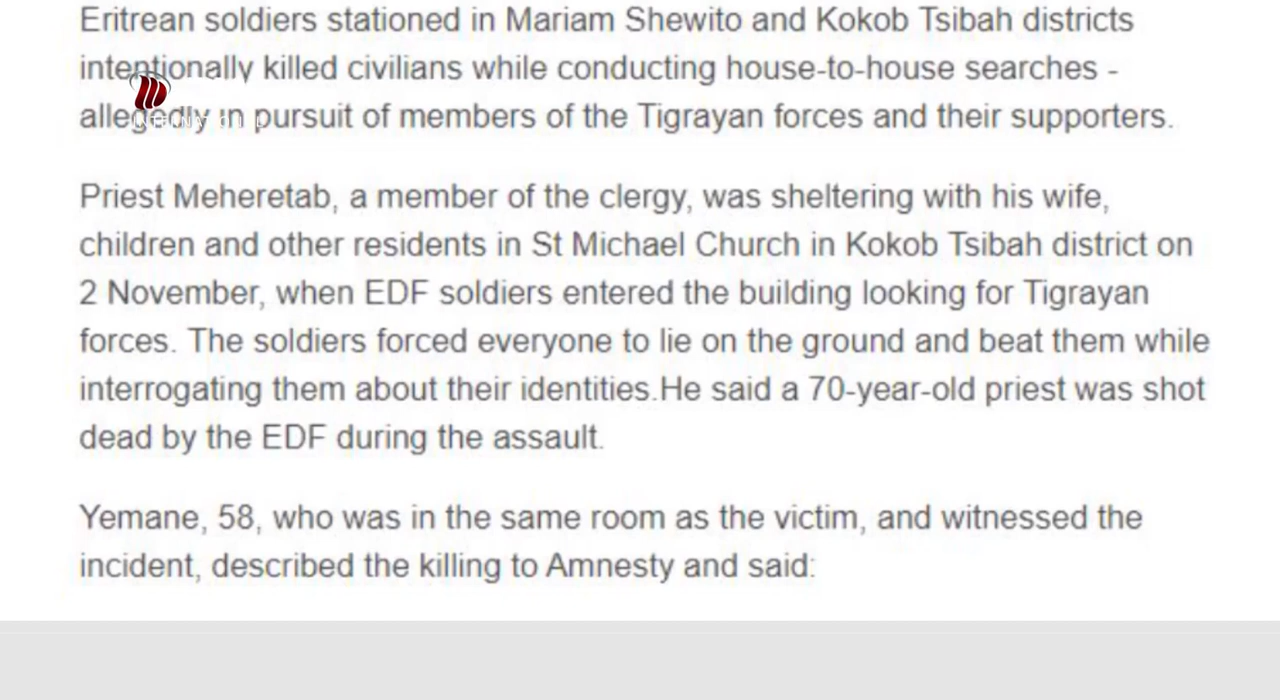 Eritrean soldiers stationed in Mariam Shewito and Kokob Tsibah districts
intentionally killed civilians while conducting house-to-house searches -
allegedly in pursuit of members of the Tigrayan forces and their supporters.
INTERNATIONAL
Priest Meheretab, a member of the clergy, was sheltering with his wife,
children and other residents in St Michael Church in Kokob Tsibah district on
2 November, when EDF soldiers entered the building looking for Tigrayan
forces. The soldiers forced everyone to lie on the ground and beat them while
interrogating them about their identities.He said a 70-year-old priest was shot
dead by the EDF during the assault.
Yemane, 58, who was in the same room as the victim, and witnessed the
incident, described the killing to Amnesty and said: